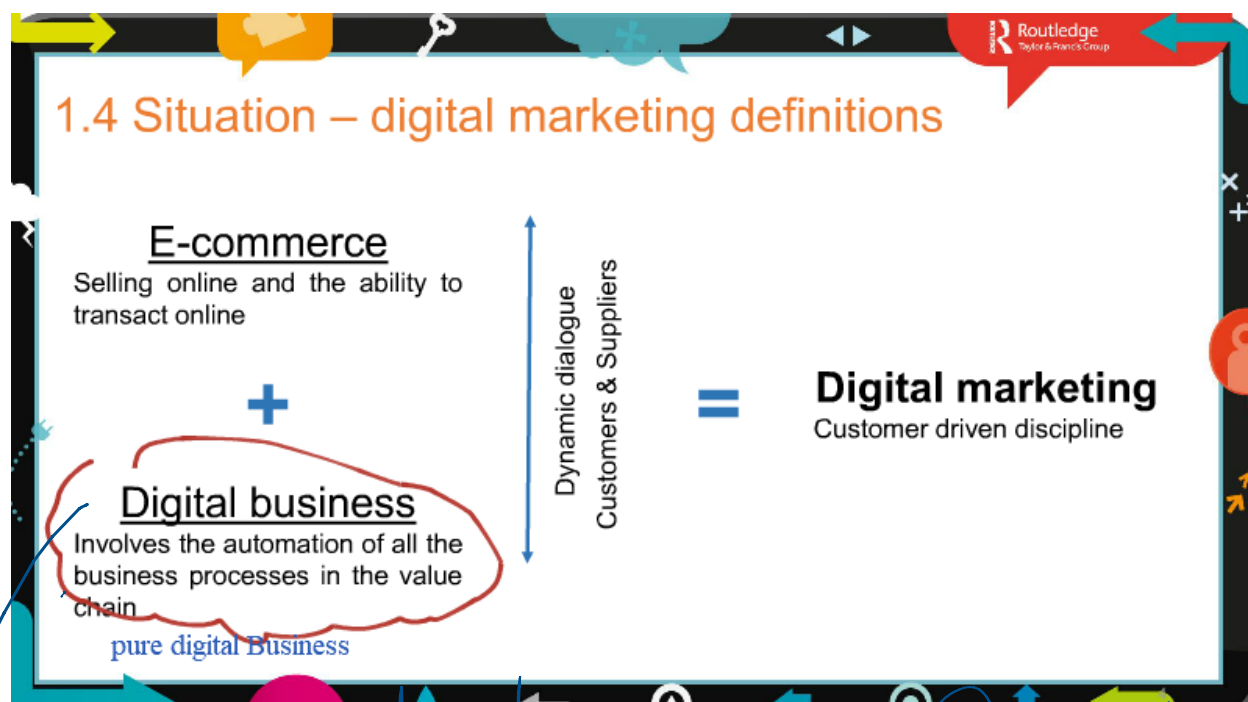 Routledge
Taylor & Francis Group
ROUTLEDGE
1.4 Situation – digital marketing definitions
E-commerce
Selling online and the ability to
transact online
+
Digital business
Involves the automation of all the
business processes in the value
chain
pure digital Business
Dynamic dialogue
Customers & Suppliers
=
Digital marketing
Customer driven discipline